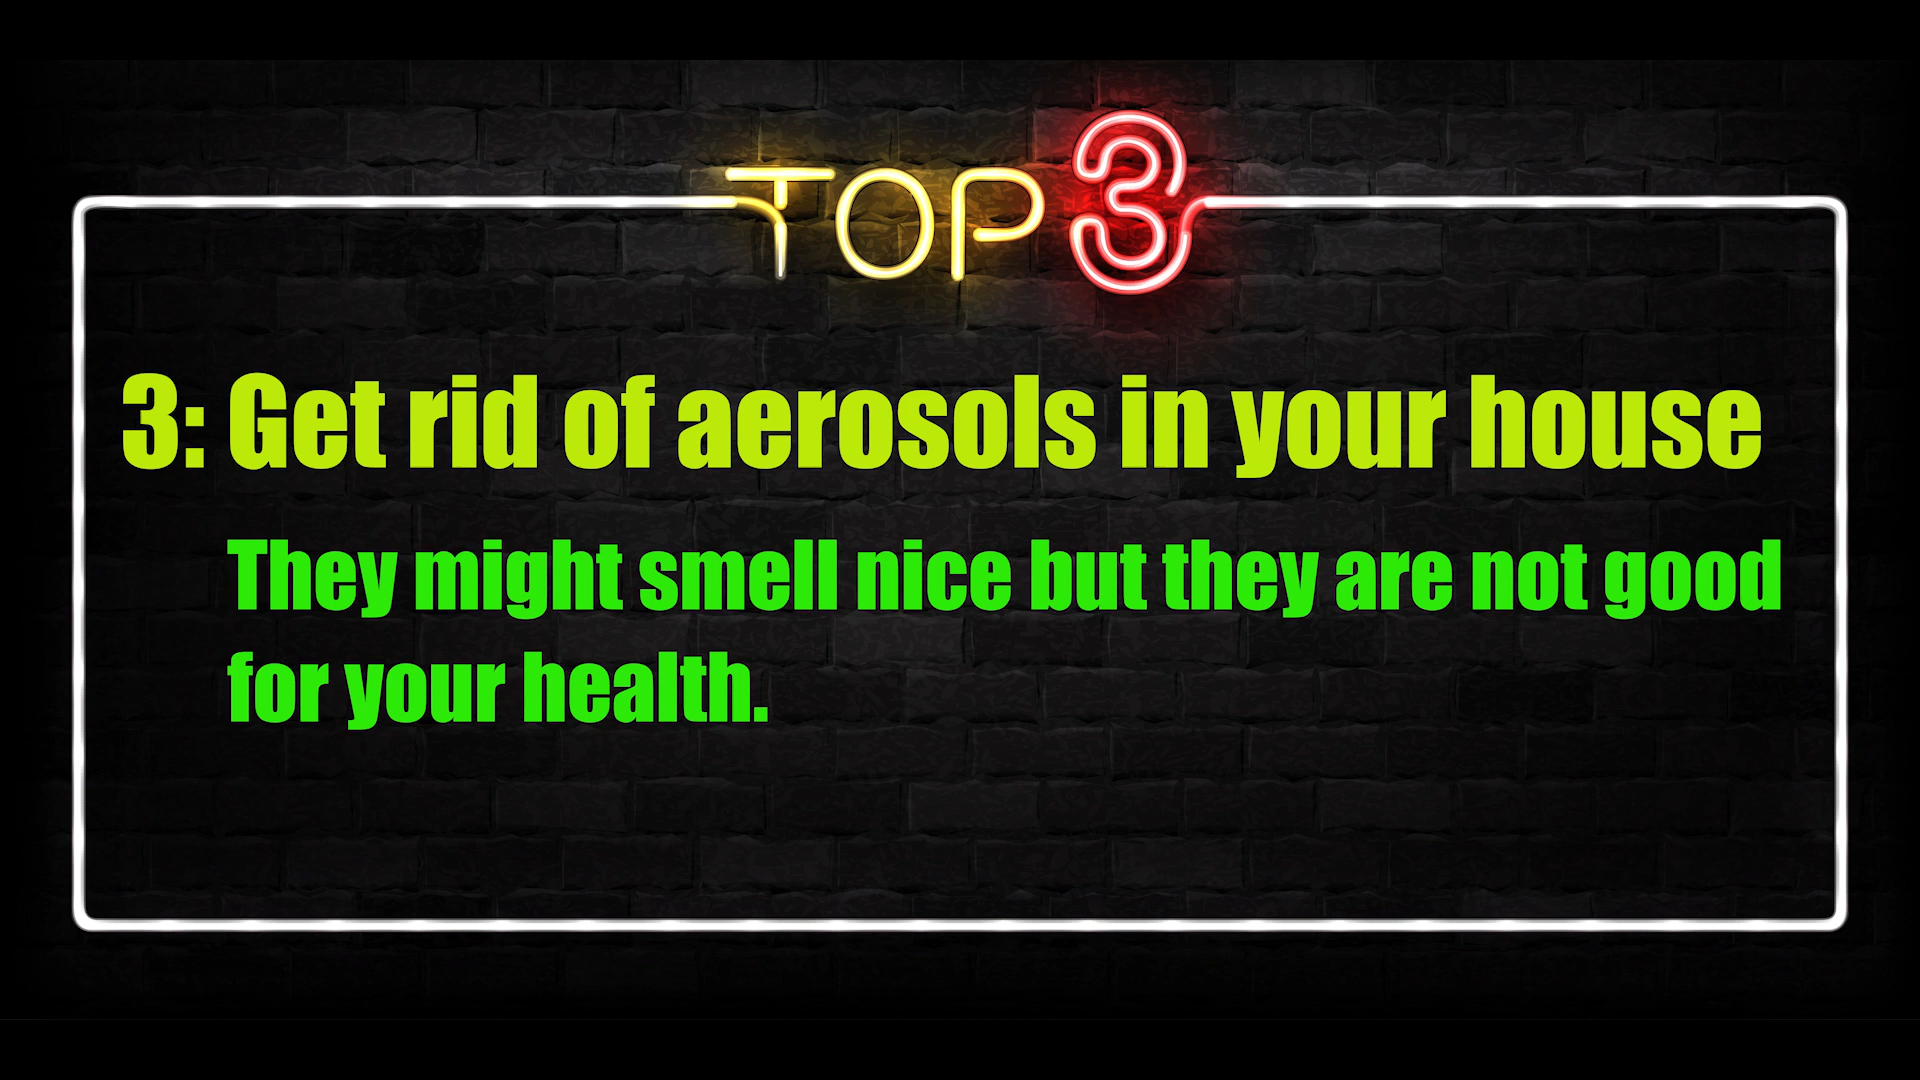 TOP 3
3: Get rid of aerosols in your house
They might smell nice but they are not good
for your health.